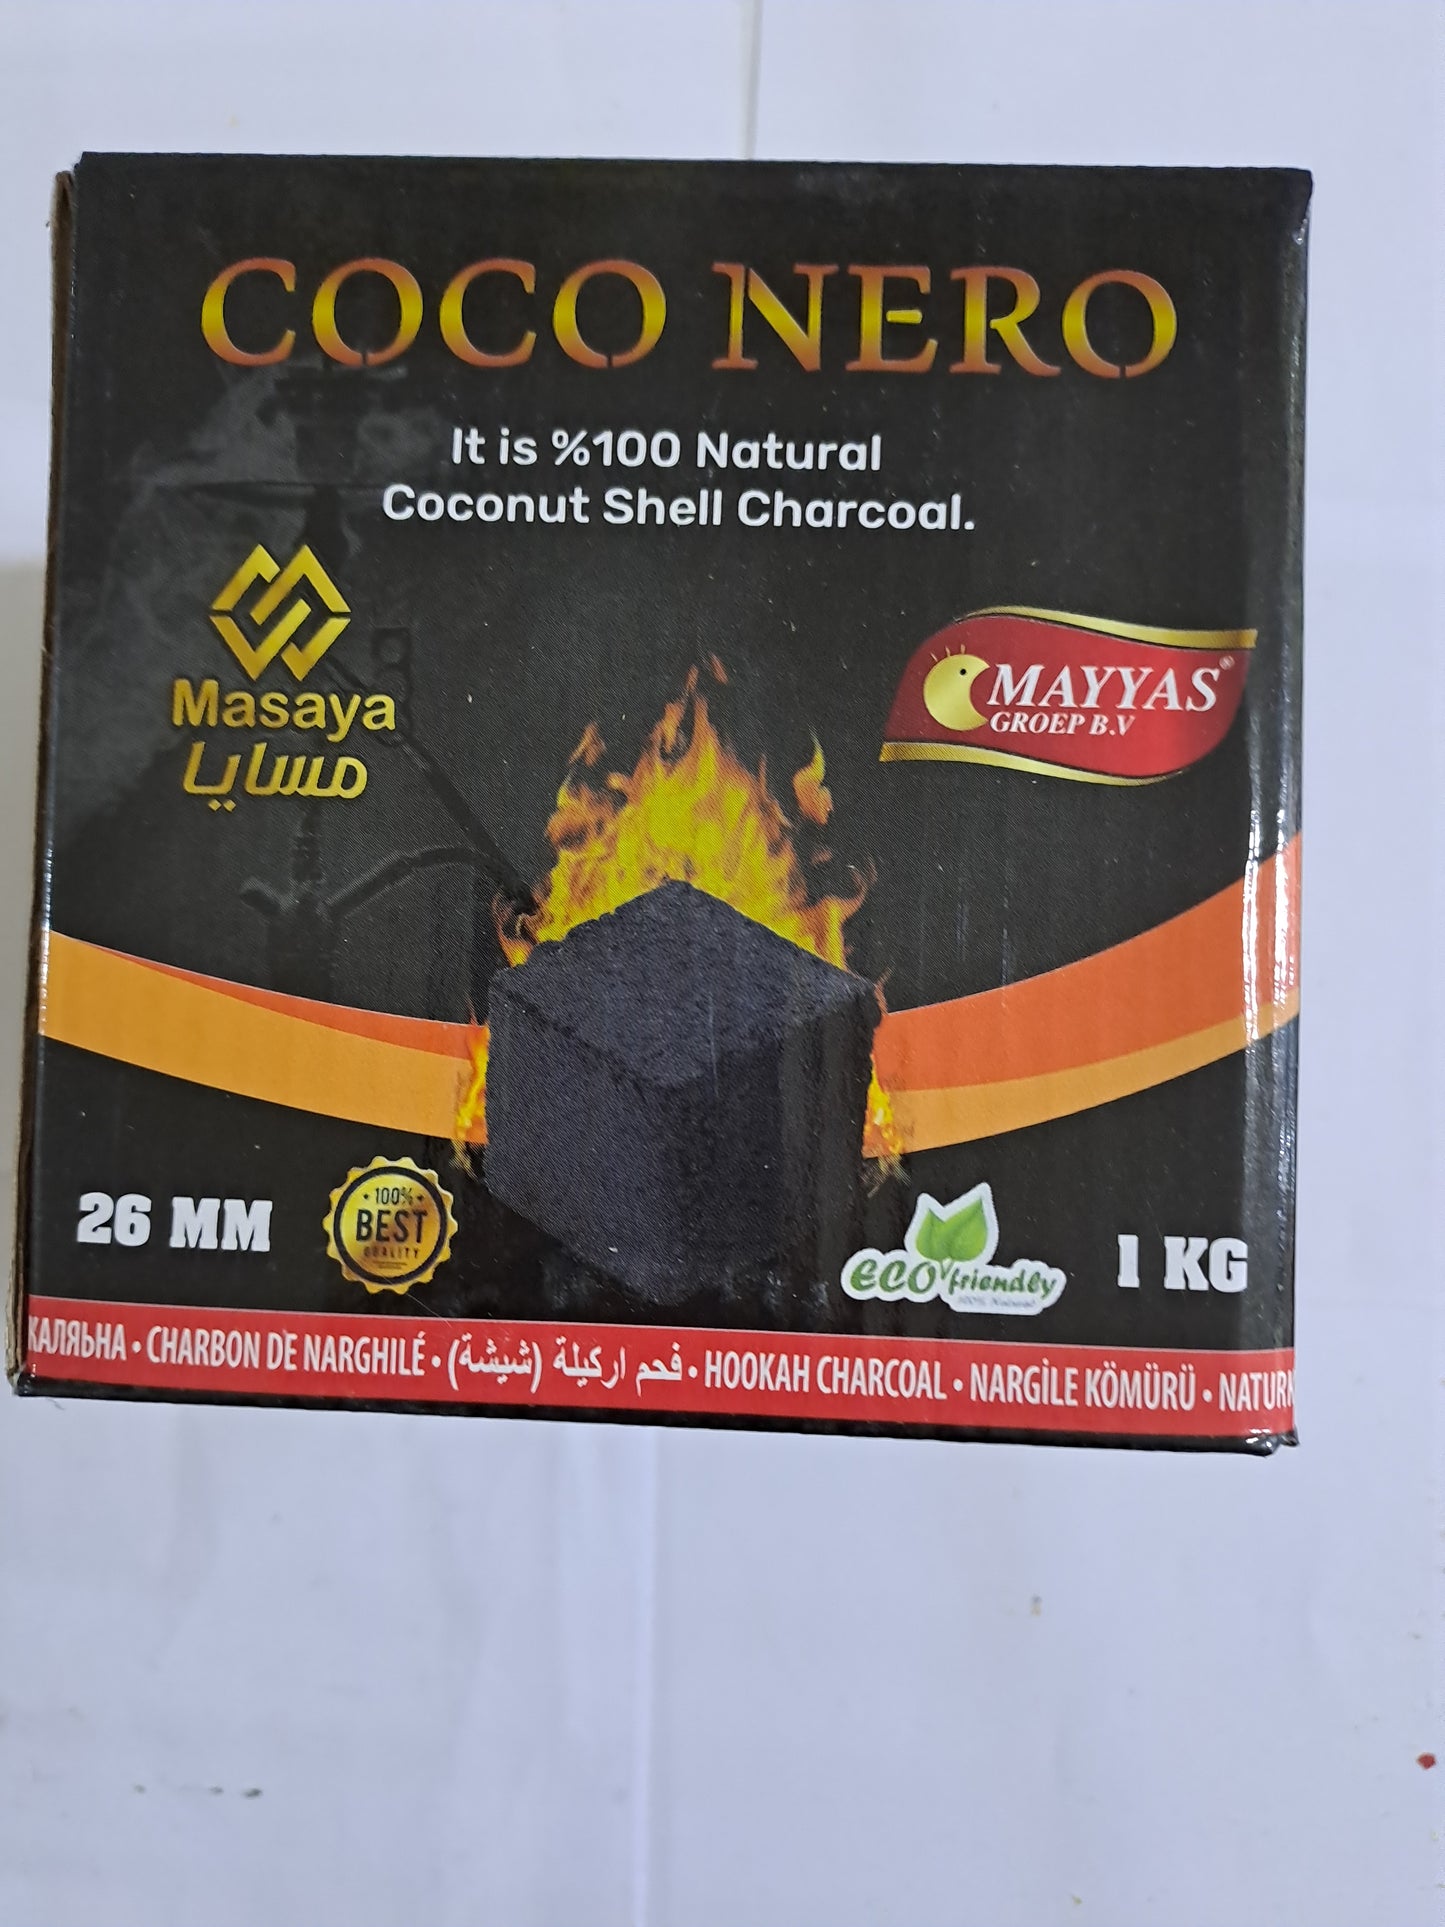 COCO NERO
It is %100 Natural
Coconut Shell Charcoal.
Masaya
مسايا
MAYYAS®
GROEP B.V
26 MM
100%
BEST
QUALITY
ECO friendly
100% Natural
1 KG
КАЛЯЬНА • CHARBON DE NARGHILÉ • فحم اركيلة (شيشة) • HOOKAH CHARCOAL • NARGİLE KÖMÜRÜ • NATUR